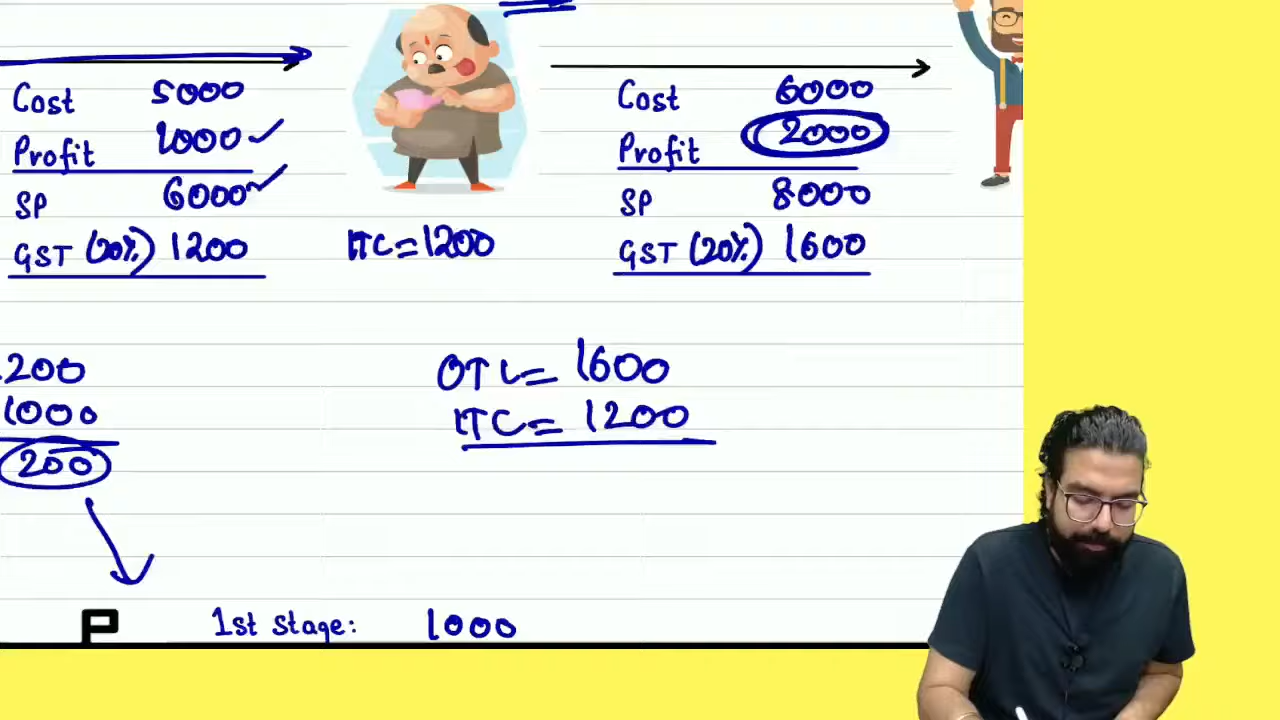 Cost 5000
Profit 1000
SP 6000
GST (20%) 1200
ITC = 1200
Cost 6000
Profit 2000
SP 8000
GST (20%) 1600
200
1000
200
OTL = 1600
ITC = 1200
P 1st stage: 1000